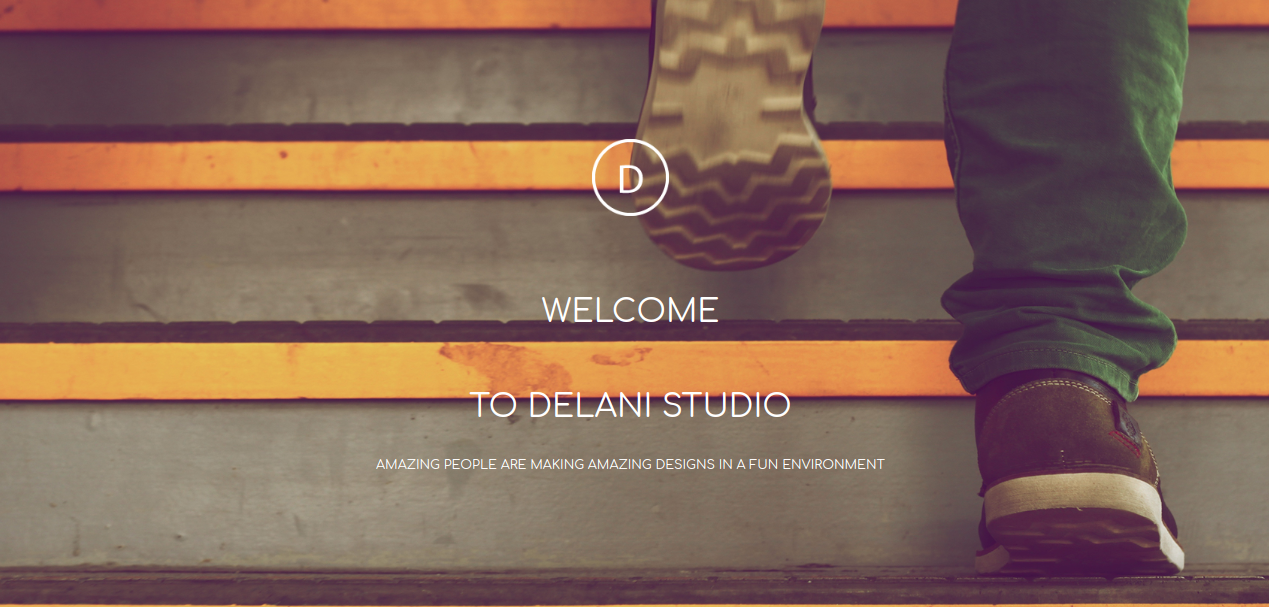 D
WELCOME
TO DELANI STUDIO
AMAZING PEOPLE ARE MAKING AMAZING DESIGNS IN A FUN ENVIRONMENT